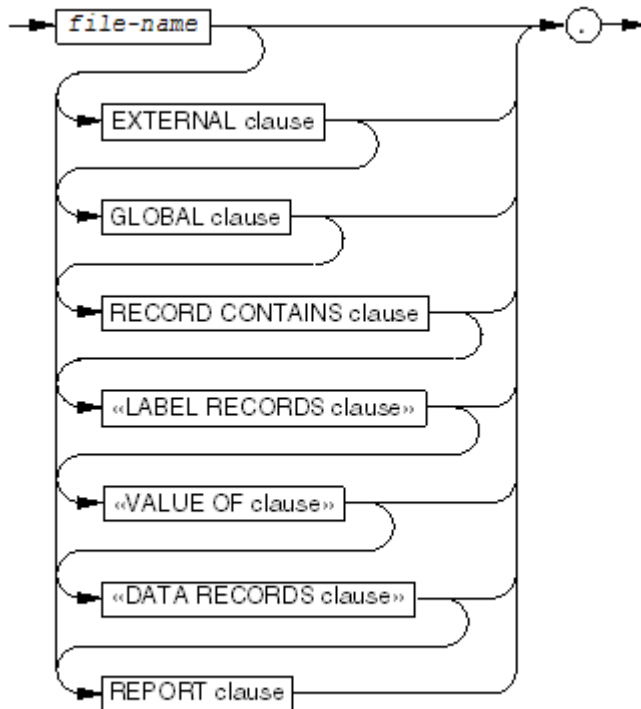 file-name
.
EXTERNAL clause
GLOBAL clause
RECORD CONTAINS clause
«LABEL RECORDS clause»
«VALUE OF clause»
«DATA RECORDS clause»
REPORT clause